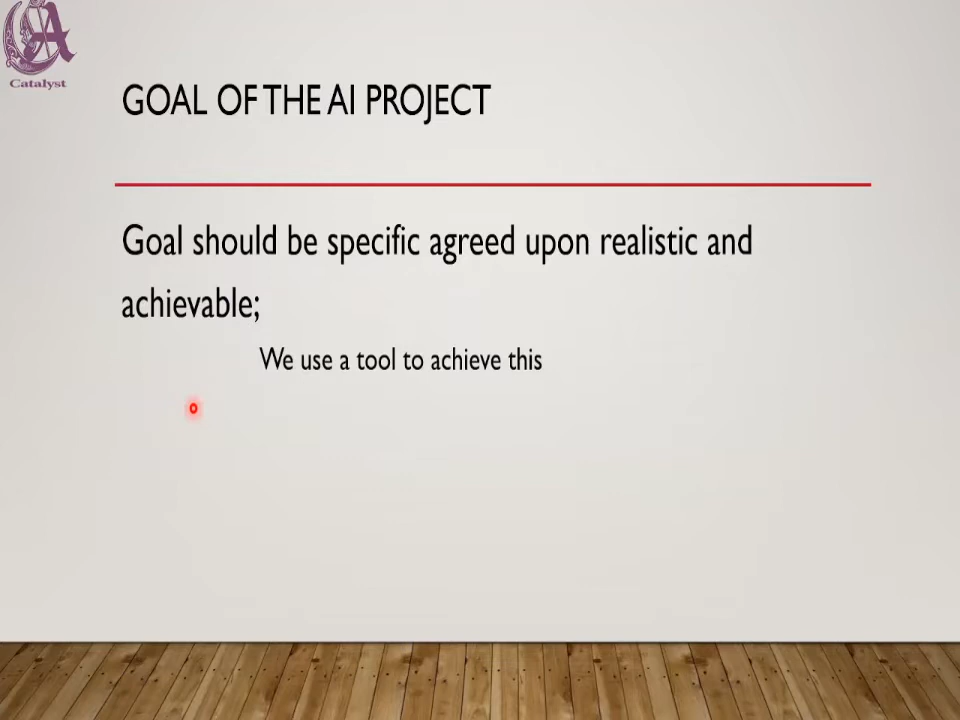 CA
Catalyst
GOAL OF THE AI PROJECT
Goal should be specific agreed upon realistic and
achievable;
We use a tool to achieve this